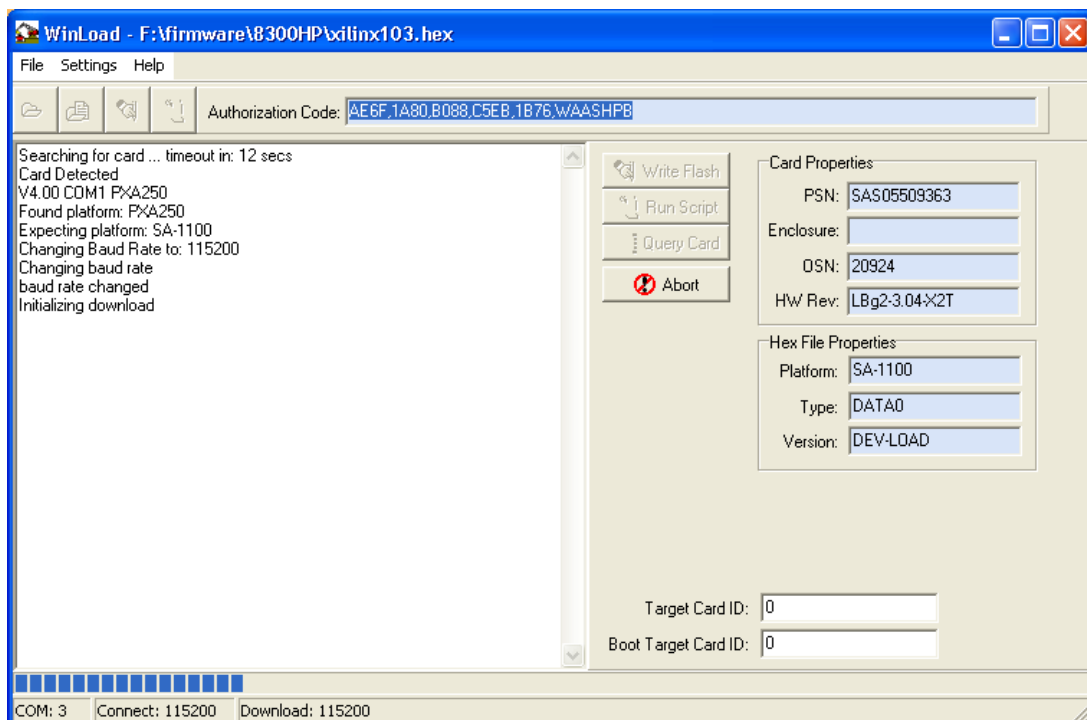 WinLoad - F:\firmware\8300HP\xilinx103.hex
File Settings Help
Authorization Code: AE6F,1A80,B088,C5EB,1B76,WAASHPB
Searching for card ... timeout in: 12 secs
Card Detected
V4.00 COM1 PXA250
Found platform: PXA250
Expecting platform: SA-1100
Changing Baud Rate to: 115200
Changing baud rate
baud rate changed
Initializing download
Write Flash
Run Script
Query Card
Abort
Card Properties
PSN: SAS05509363
Enclosure:
OSN: 20924
HW Rev: LBg2-3.04-X2T
Hex File Properties
Platform: SA-1100
Type: DATA0
Version: DEV-LOAD
Target Card ID: 0
Boot Target Card ID: 0
COM: 3 Connect: 115200 Download: 115200